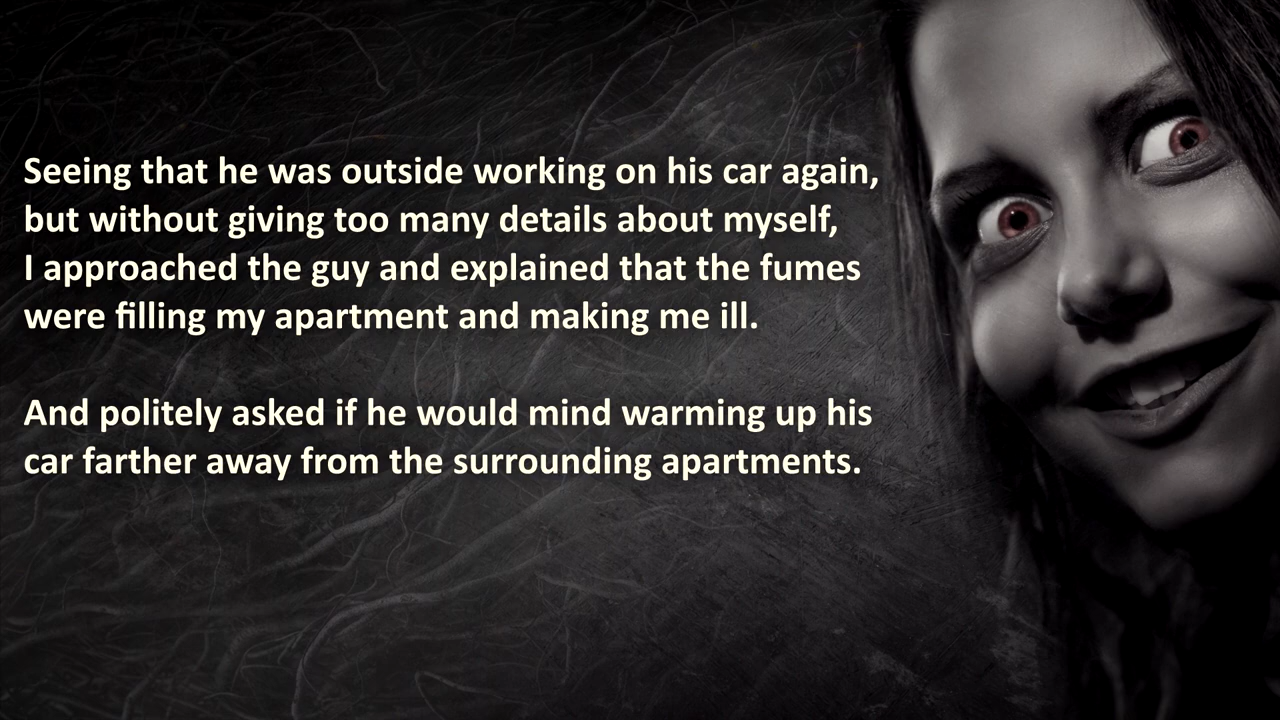 Seeing that he was outside working on his car again,
but without giving too many details about myself,
I approached the guy and explained that the fumes
were filling my apartment and making me ill.
And politely asked if he would mind warming up his
car farther away from the surrounding apartments.